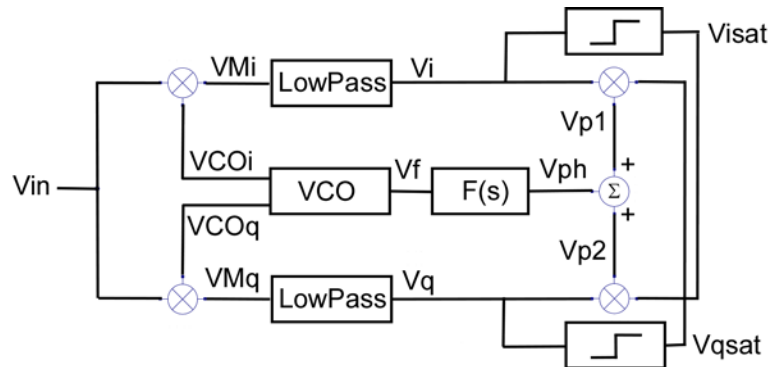 Visat
VMi
LowPass
Vi
Vp1
VCOi
Vf
Vph
+
Vin
VCO
F(s)
Σ
+
VCOq
Vp2
VMq
LowPass
Vq
Vqsat